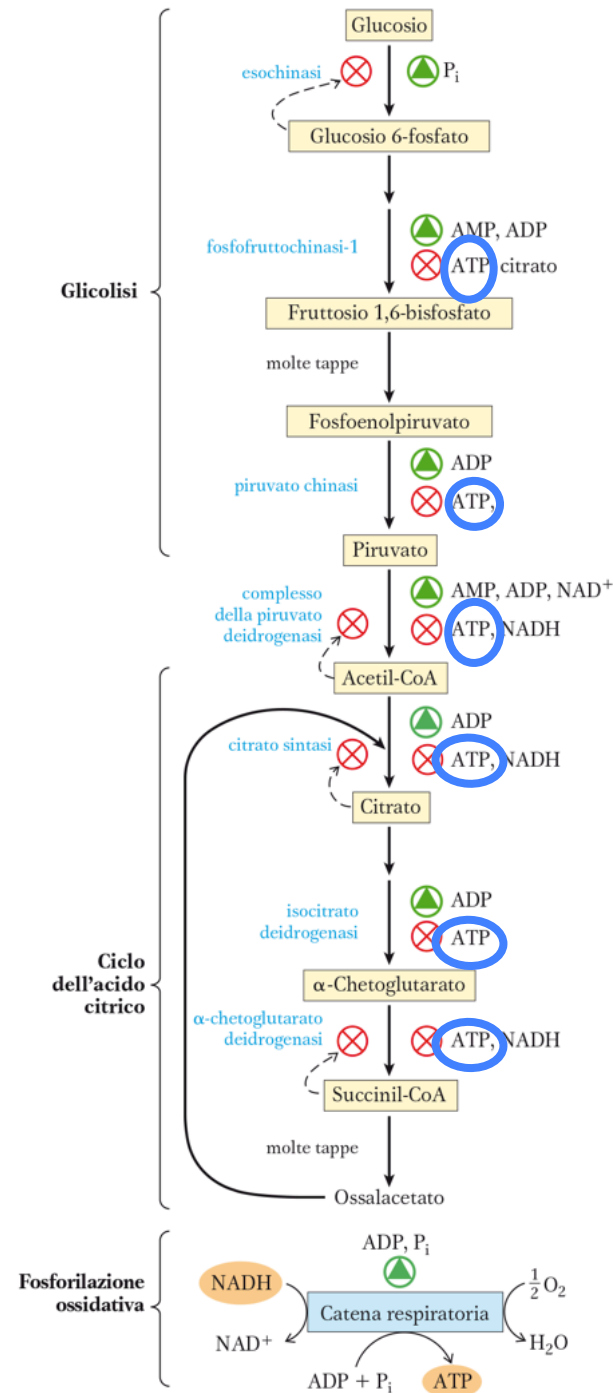 Glucosio
esochinasi
Pi
Glucosio 6-fosfato
AMP, ADP
fosfofruttochinasi-1
ATP, citrato
Glicolisi
Fruttosio 1,6-bisfosfato
molte tappe
Fosfoenolpiruvato
ADP
piruvato chinasi
ATP,
Piruvato
complesso
della piruvato
deidrogenasi
AMP, ADP, NAD+
ATP, NADH
Acetil-CoA
ADP
citrato sintasi
ATP, NADH
Citrato
ADP
isocitrato
deidrogenasi
ATP
Ciclo
dell'acido
citrico
α-Chetoglutarato
α-chetoglutarato
deidrogenasi
ATP, NADH
Succinil-CoA
molte tappe
Ossalacetato
Fosforilazione
ossidativa
ADP, Pi
NADH
1/2 O2
Catena respiratoria
NAD+
H2O
ADP + Pi
ATP